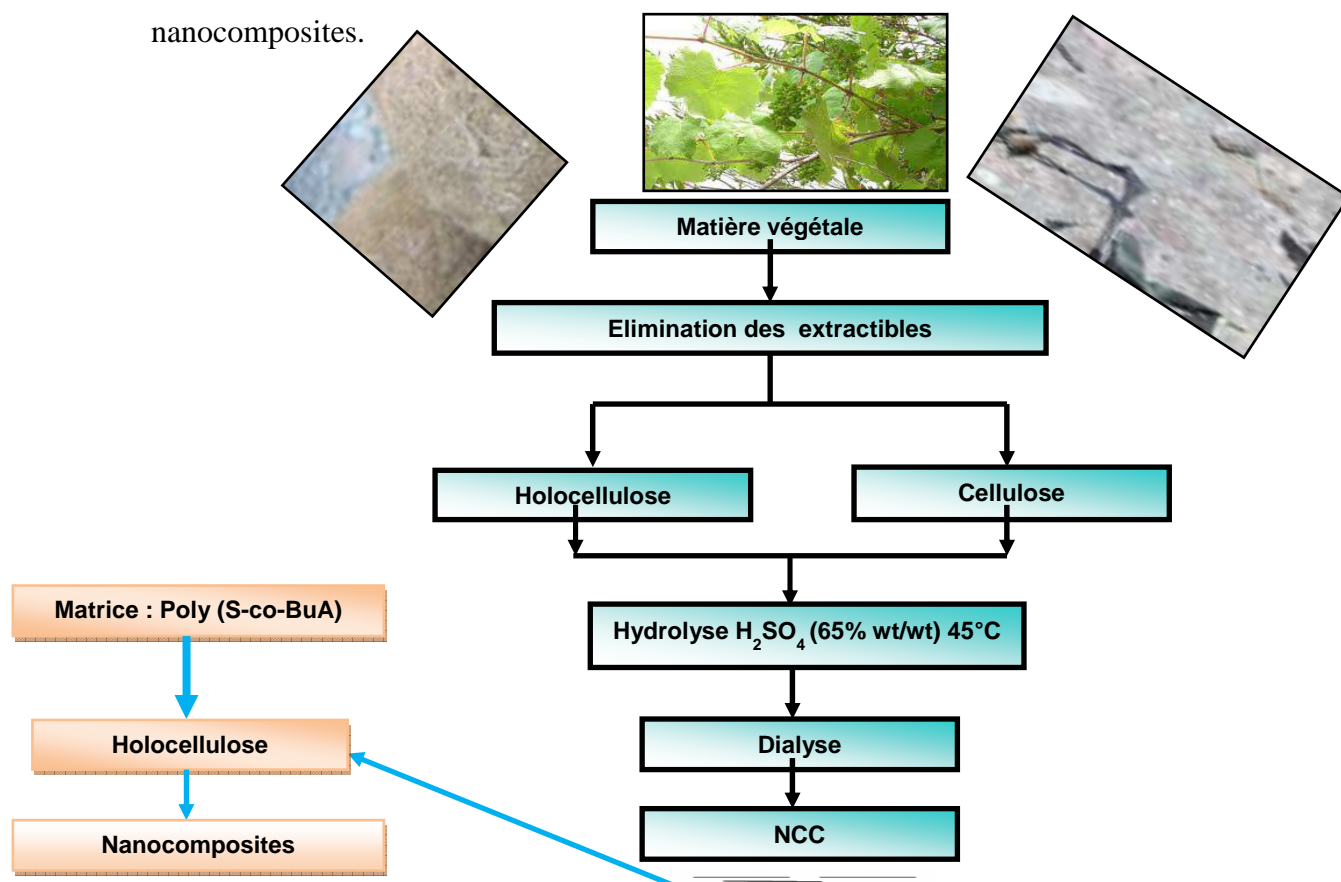 nanocomposites.
Matière végétale
Elimination des extractibles
Holocellulose
Cellulose
Matrice : Poly (S-co-BuA)
Hydrolyse H₂SO₄ (65% wt/wt) 45°C
Holocellulose
Dialyse
Nanocomposites
NCC